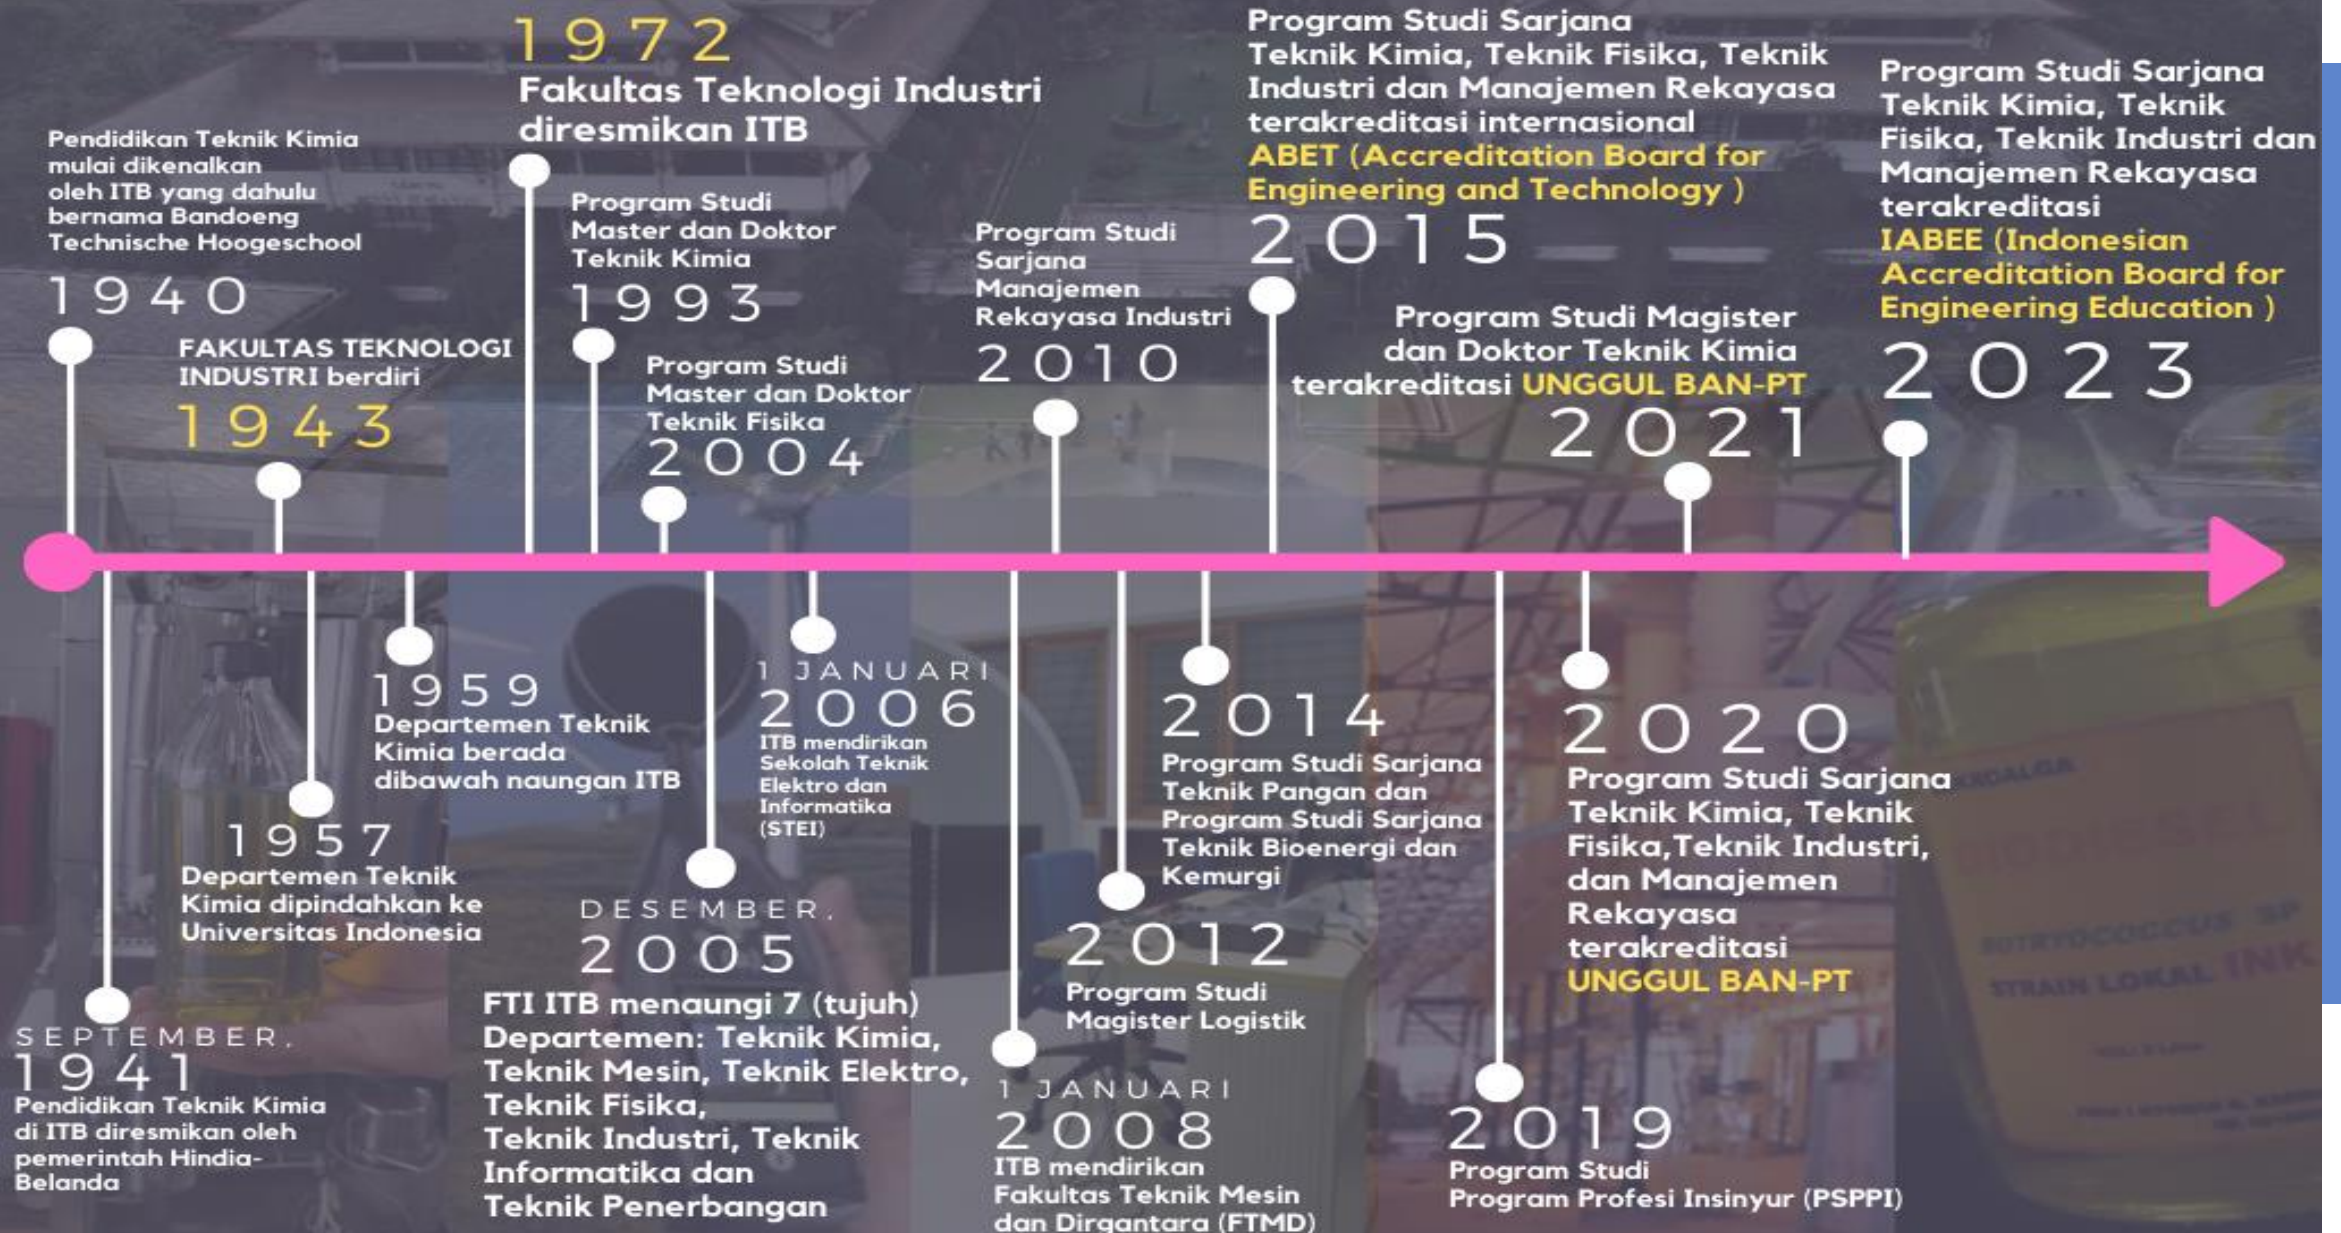 Pendidikan Teknik Kimia
mulai dikenalkan
oleh ITB yang dahulu
bernama Bandoeng
Technische Hoogeschool
1940
SEPTEMBER,
1941
Pendidikan Teknik Kimia
di ITB diresmikan oleh
pemerintah Hindia-
Belanda
FAKULTAS TEKNOLOGI
INDUSTRI berdiri
1943
1957
Departemen Teknik
Kimia dipindahkan ke
Universitas Indonesia
1959
Departemen Teknik
Kimia berada
dibawah naungan ITB
1972
Fakultas Teknologi Industri
diresmikan ITB
Program Studi
Master dan Doktor
Teknik Kimia
1993
Program Studi
Master dan Doktor
Teknik Fisika
2004
DESEMBER,
2005
FTI ITB menaungi 7 (tujuh)
Departemen: Teknik Kimia,
Teknik Mesin, Teknik Elektro,
Teknik Fisika,
Teknik Industri, Teknik
Informatika dan
Teknik Penerbangan
1 JANUARI
2006
ITB mendirikan
Sekolah Teknik
Elektro dan
Informatika
(STEI)
1 JANUARI
2008
ITB mendirikan
Fakultas Teknik Mesin
dan Dirgantara (FTMD)
Program Studi
Sarjana
Manajemen
Rekayasa Industri
2010
2012
Program Studi
Magister Logistik
2014
Program Studi Sarjana
Teknik Pangan dan
Program Studi Sarjana
Teknik Bioenergi dan
Kemurgi
Program Studi Sarjana
Teknik Kimia, Teknik Fisika, Teknik
Industri dan Manajemen Rekayasa
terakreditasi internasional
ABET (Accreditation Board for
Engineering and Technology )
2015
2019
Program Studi
Program Profesi Insinyur (PSPPI)
2020
Program Studi Sarjana
Teknik Kimia, Teknik
Fisika,Teknik Industri,
dan Manajemen
Rekayasa
terakreditasi
UNGGUL BAN-PT
Program Studi Magister
dan Doktor Teknik Kimia
terakreditasi UNGGUL BAN-PT
2021
Program Studi Sarjana
Teknik Kimia, Teknik
Fisika, Teknik Industri dan
Manajemen Rekayasa
terakreditasi
IABEE (Indonesian
Accreditation Board for
Engineering Education )
2023
BOTRYOCOCCUS SP
STRAIN LOKAL INK